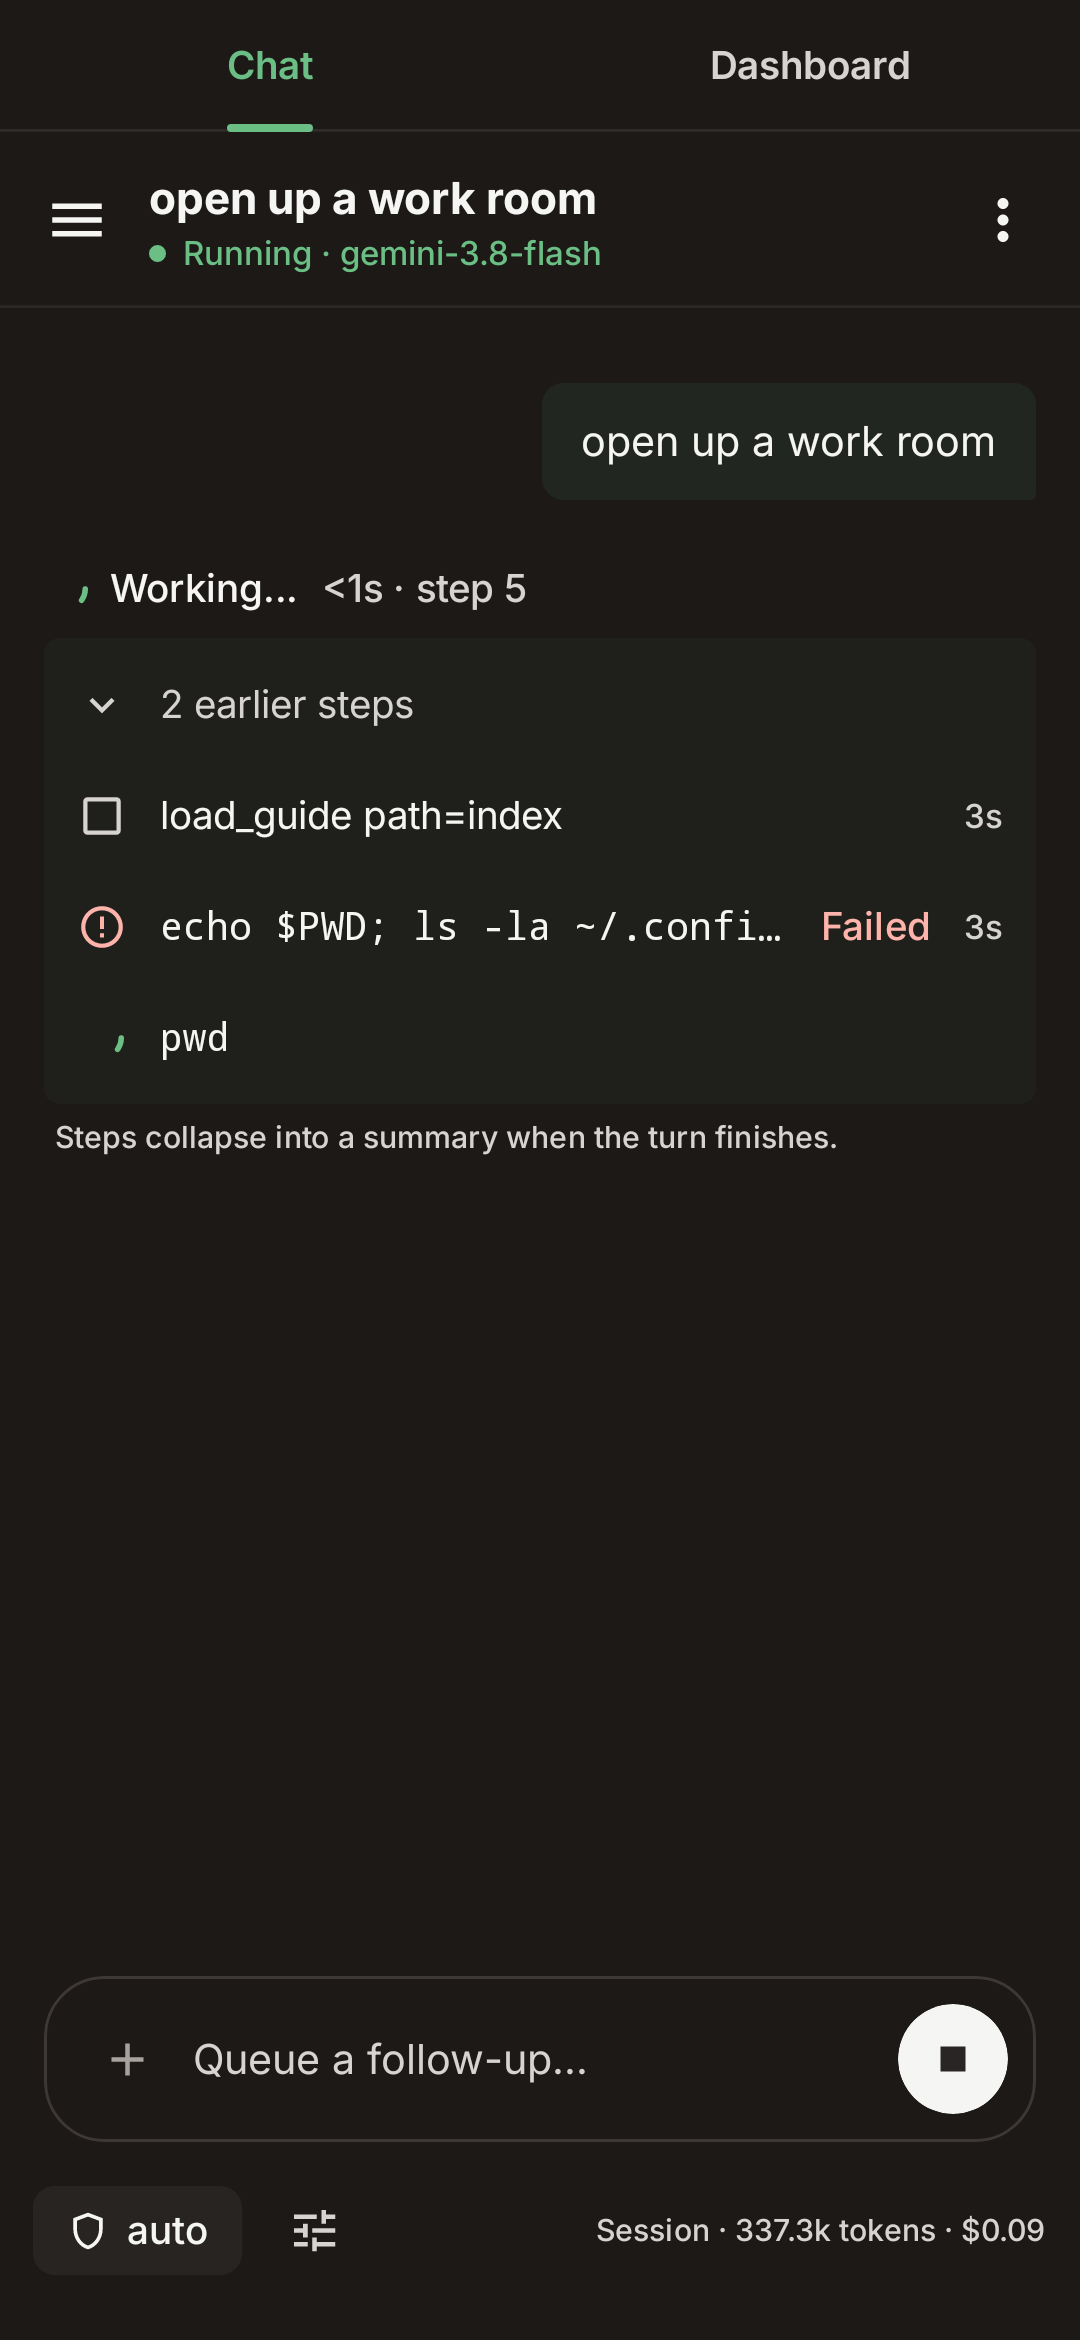 Chat
Dashboard
open up a work room
Running · gemini-3.8-flash
open up a work room
Working... <1s · step 5
2 earlier steps
load_guide path=index 3s
echo $PWD; ls -la ~/.confi… Failed 3s
pwd
Steps collapse into a summary when the turn finishes.
Queue a follow-up...
auto
Session · 337.3k tokens · $0.09